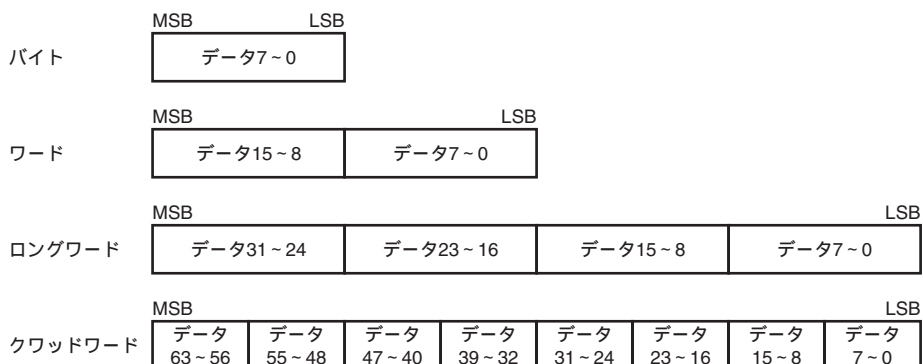 MSB LSB
バイト データ7~0
MSB LSB
ワード データ15~8 データ7~0
MSB LSB
ロングワード データ31~24 データ23~16 データ15~8 データ7~0
MSB LSB
クワッドワード データ 63~56 データ 55~48 データ 47~40 データ 39~32 データ 31~24 データ 23~16 データ 15~8 データ 7~0